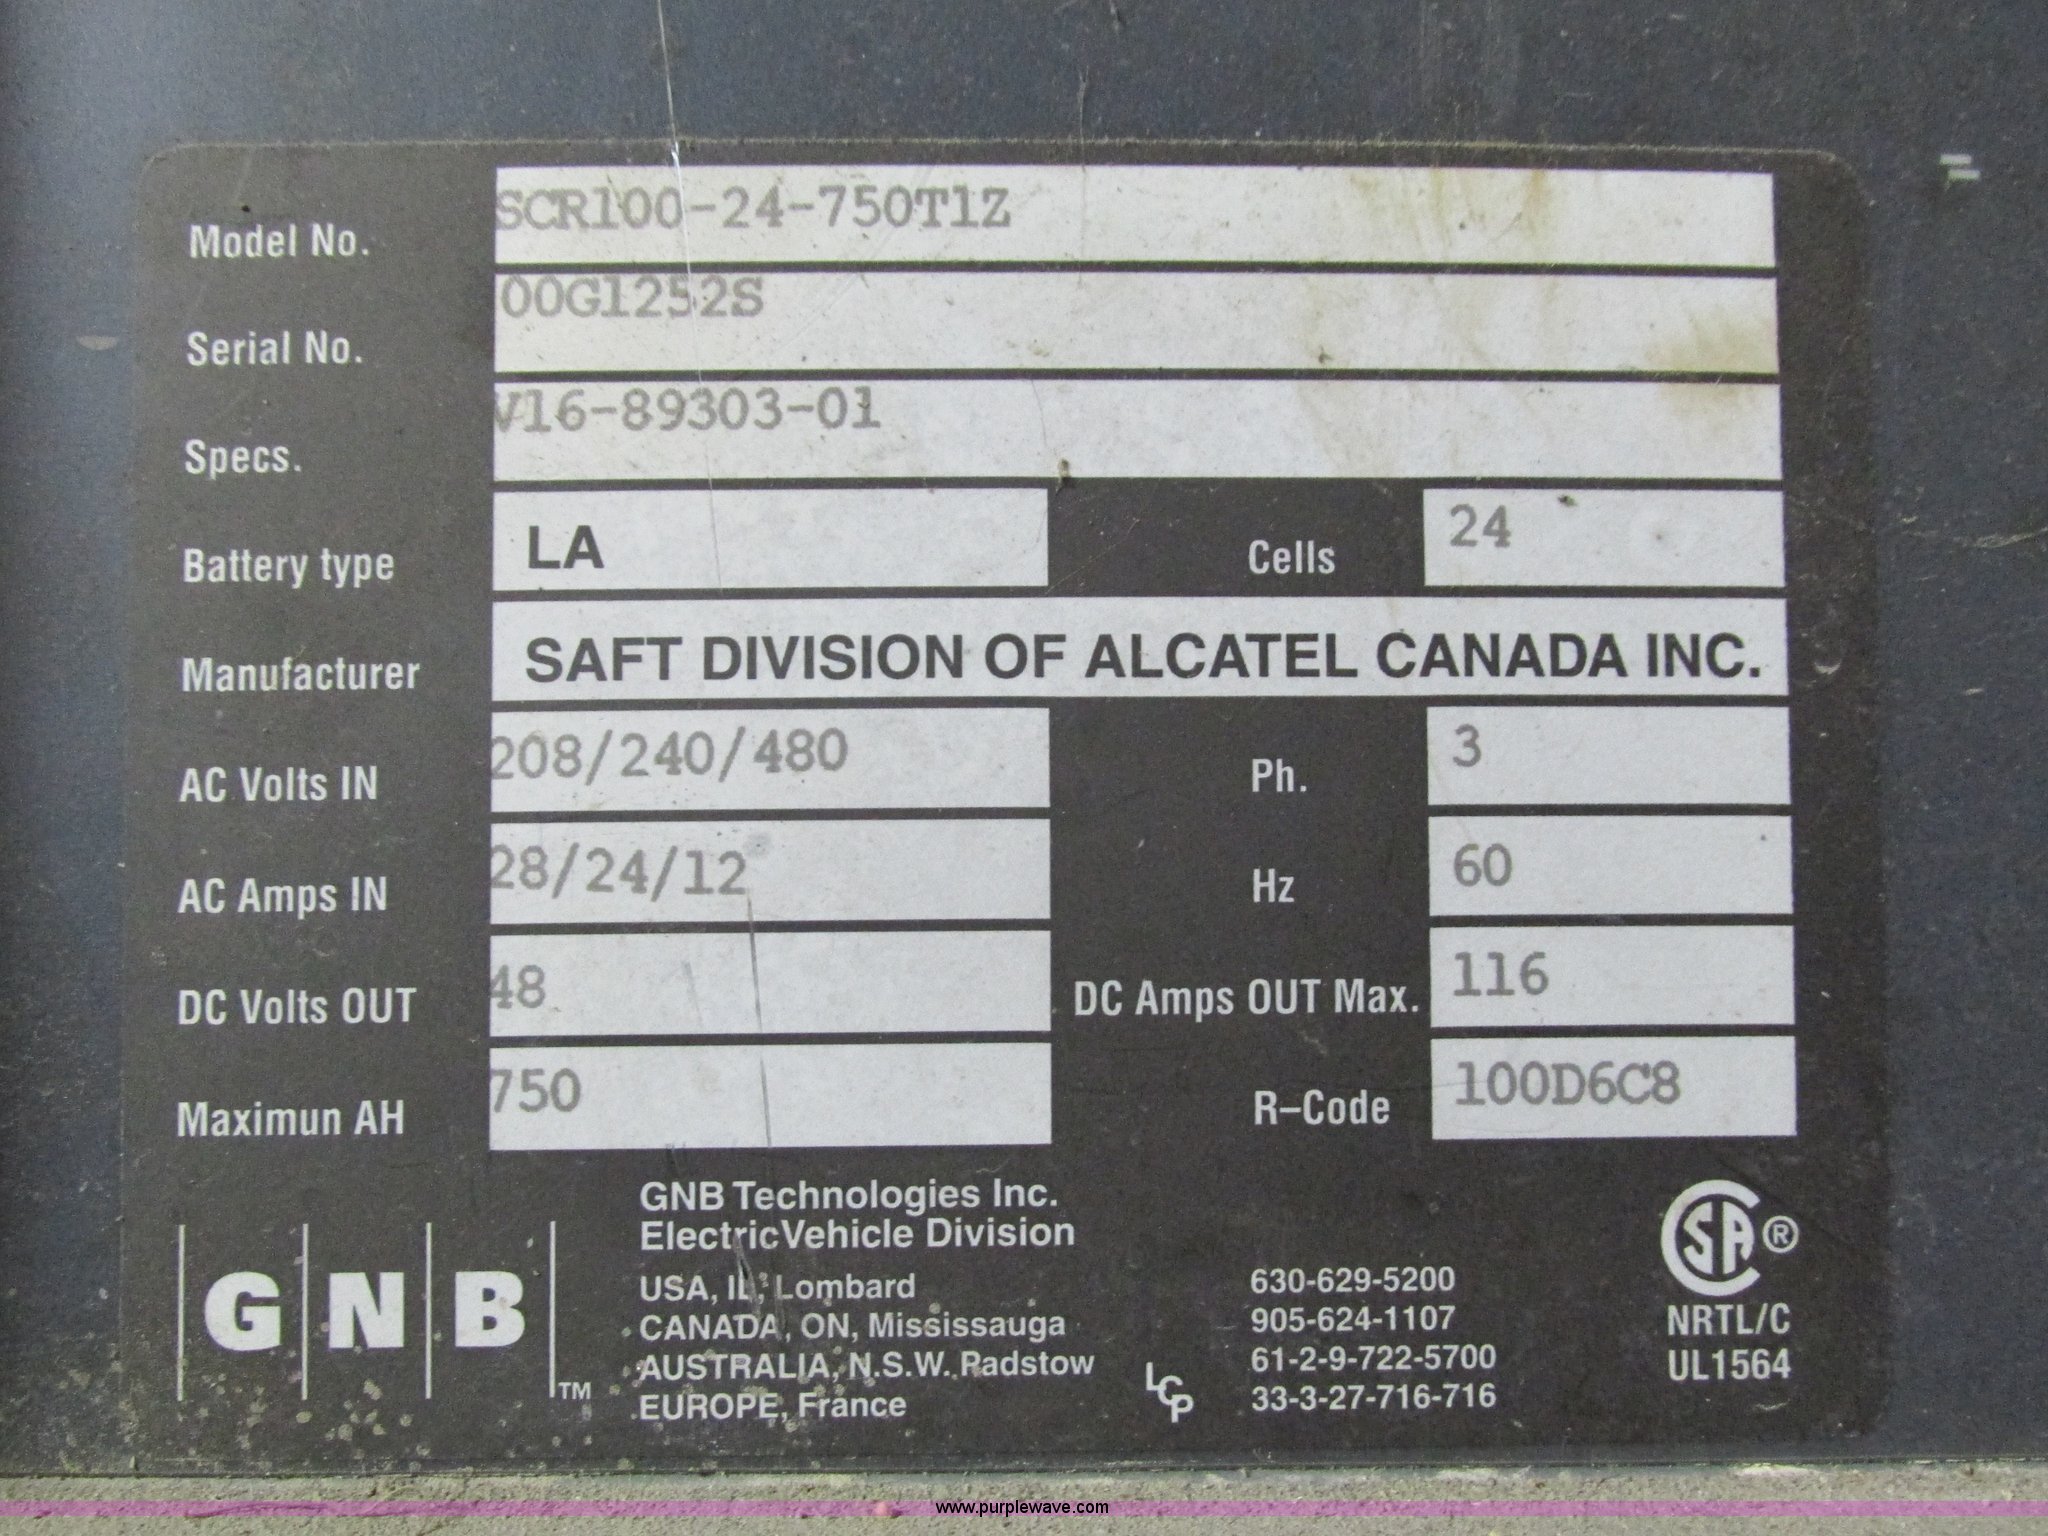 Model No. SCR100-24-750T1Z
Serial No. 00G1252S
Specs. V16-89303-01
Battery type LA Cells 24
Manufacturer SAFT DIVISION OF ALCATEL CANADA INC.
AC Volts IN 208/240/480 Ph. 3
AC Amps IN 28/24/12 Hz 60
DC Volts OUT 48 DC Amps OUT Max. 116
Maximun AH 750 R-Code 100D6C8
GNB Technologies Inc.
ElectricVehicle Division
USA, IL, Lombard 630-629-5200
CANADA, ON, Mississauga 905-624-1107
AUSTRALIA, N.S.W. Padstow 61-2-9-722-5700
EUROPE, France 33-3-27-716-716
GNB TM
LCP
CSA ®
NRTL/C
UL1564
www.purplewave.com